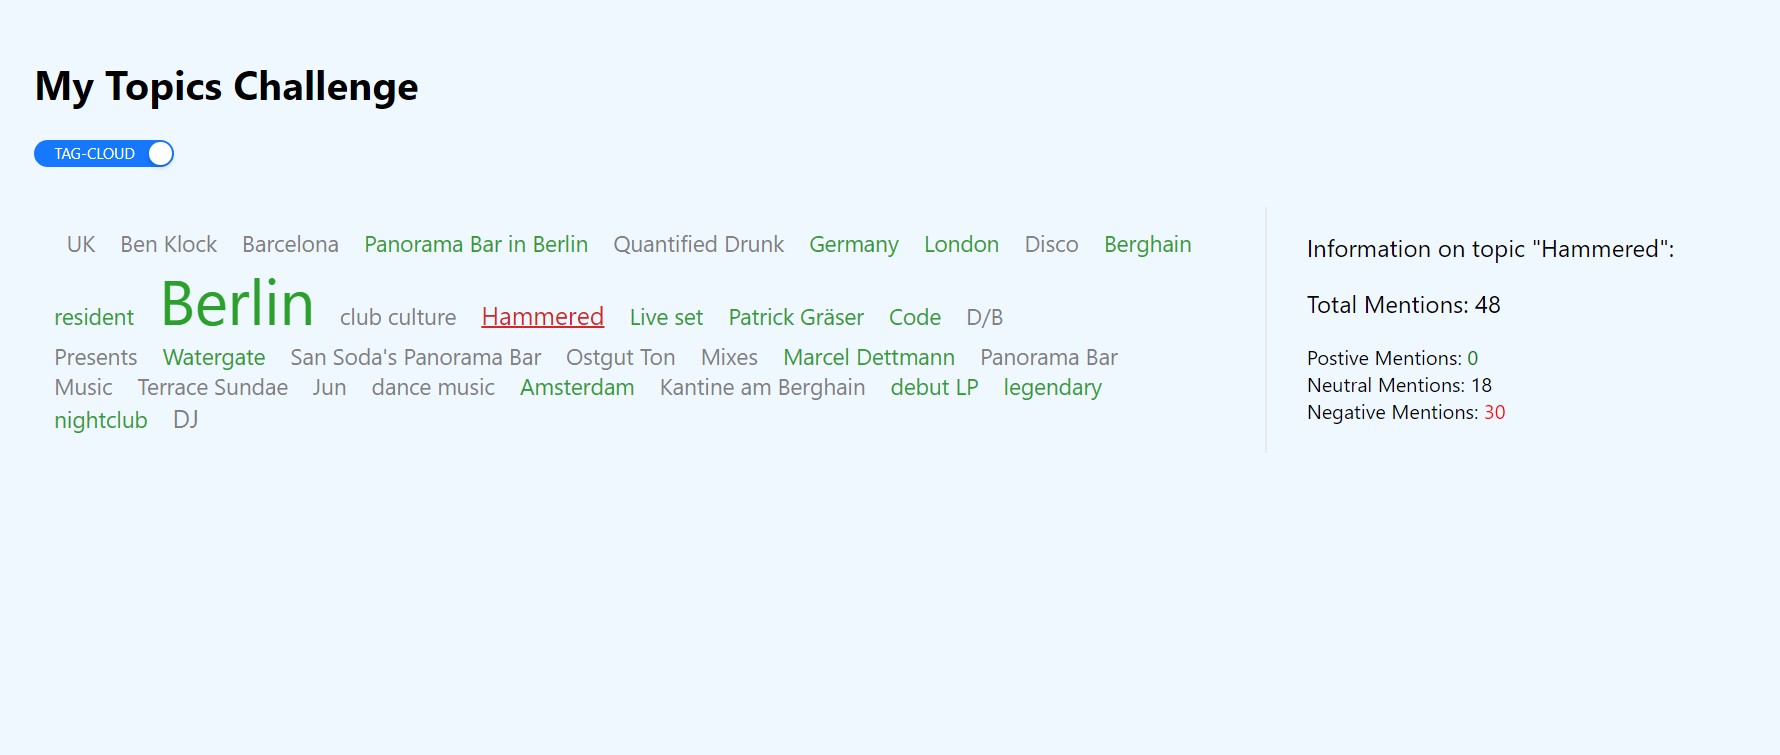 My Topics Challenge
TAG-CLOUD
UK Ben Klock Barcelona Panorama Bar in Berlin Quantified Drunk Germany London Disco Berghain
resident Berlin club culture Hammered Live set Patrick Gräser Code D/B
Presents Watergate San Soda's Panorama Bar Ostgut Ton Mixes Marcel Dettmann Panorama Bar
Music Terrace Sundae Jun dance music Amsterdam Kantine am Berghain debut LP legendary
nightclub DJ
Information on topic "Hammered":
Total Mentions: 48
Postive Mentions: 0
Neutral Mentions: 18
Negative Mentions: 30